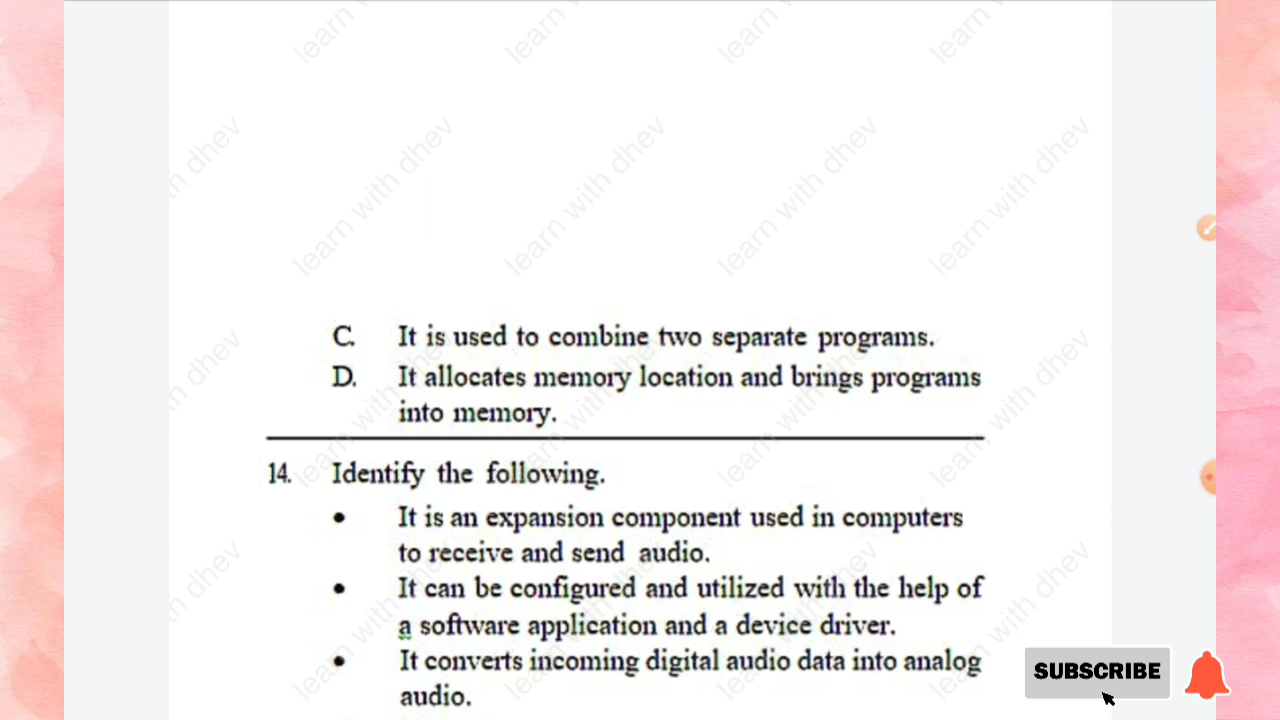 learn with dhev
C. It is used to combine two separate programs.
D. It allocates memory location and brings programs
into memory.
14. Identify the following.
• It is an expansion component used in computers
to receive and send audio.
• It can be configured and utilized with the help of
a software application and a device driver.
• It converts incoming digital audio data into analog
audio.
SUBSCRIBE